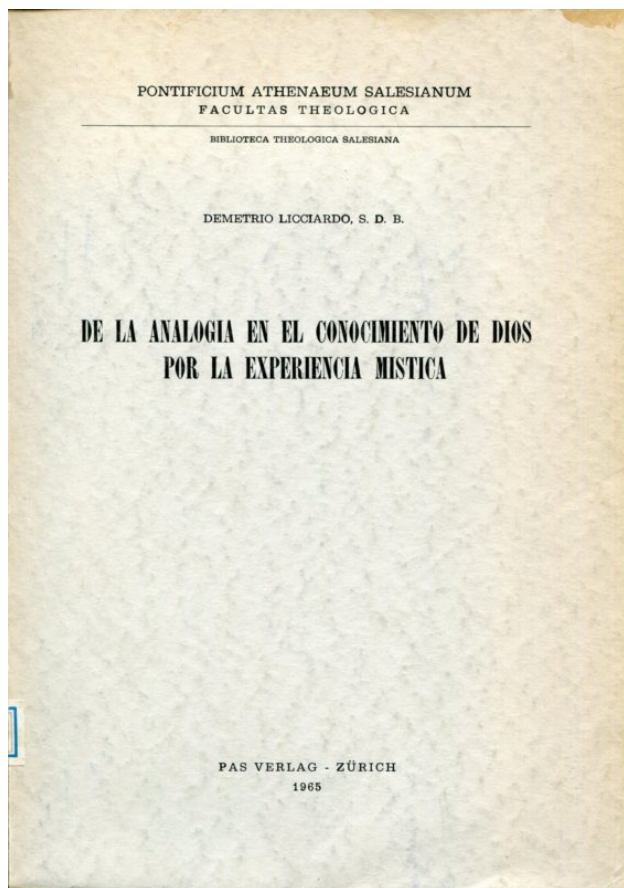 PONTIFICIUM ATHENAEUM SALESIANUM
FACULTAS THEOLOGICA
BIBLIOTECA THEOLOGICA SALESIANA
DEMETRIO LICCIARDO, S. D. B.
DE LA ANALOGIA EN EL CONOCIMIENTO DE DIOS
POR LA EXPERIENCIA MISTICA
PAS VERLAG - ZÜRICH
1965